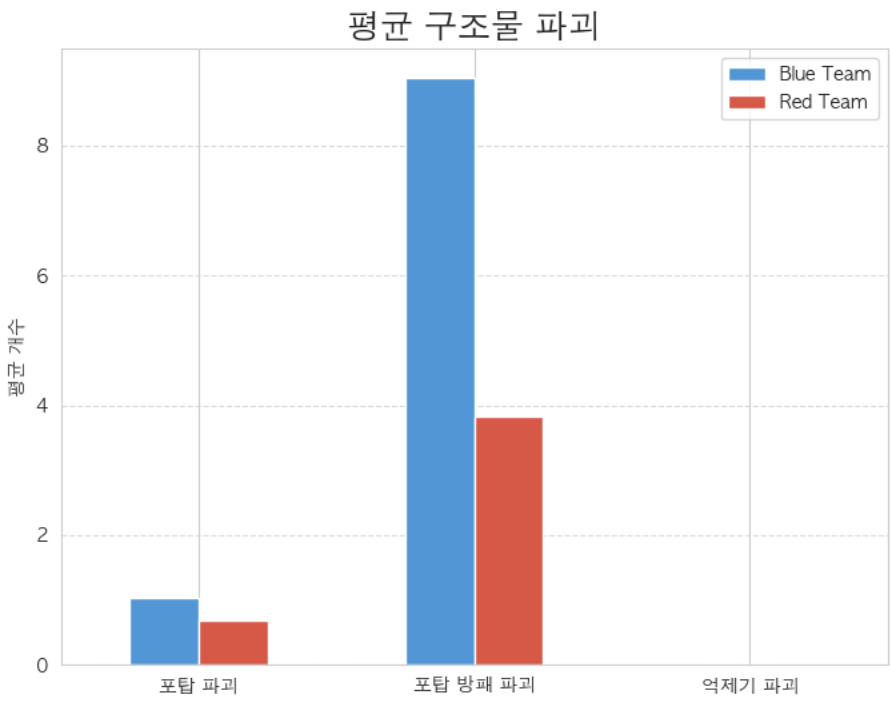 평균 구조물 파괴
Blue Team
Red Team
평균 개수
8
6
4
2
0
포탑 파괴
포탑 방패 파괴
억제기 파괴